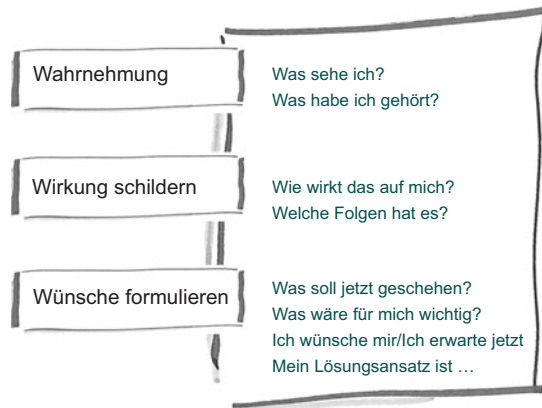 Wahrnehmung
Was sehe ich?
Was habe ich gehört?
Wirkung schildern
Wie wirkt das auf mich?
Welche Folgen hat es?
Wünsche formulieren
Was soll jetzt geschehen?
Was wäre für mich wichtig?
Ich wünsche mir/Ich erwarte jetzt
Mein Lösungsansatz ist …